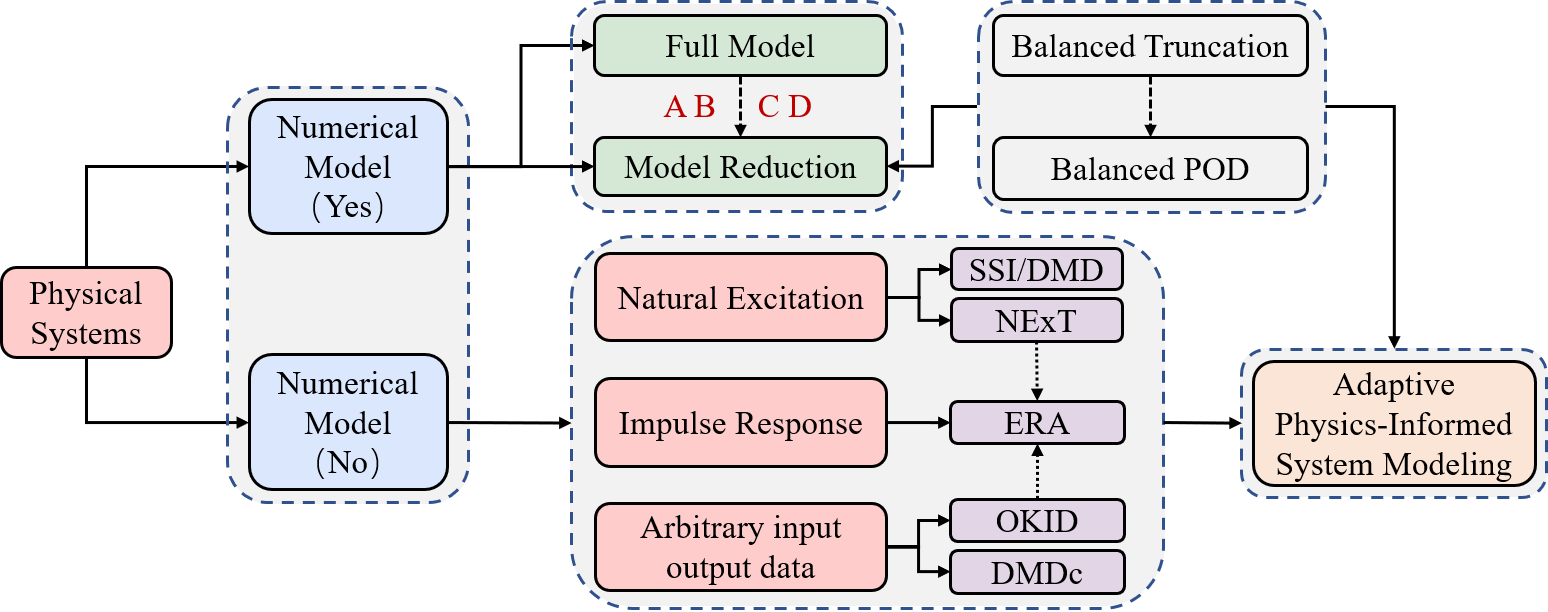 Physical
Systems
Numerical
Model
（Yes）
Numerical
Model
（No）
Full Model
A B
C D
Model Reduction
Balanced Truncation
Balanced POD
Natural Excitation
SSI/DMD
NExT
Impulse Response
ERA
Arbitrary input
output data
OKID
DMDc
Adaptive
Physics-Informed
System Modeling